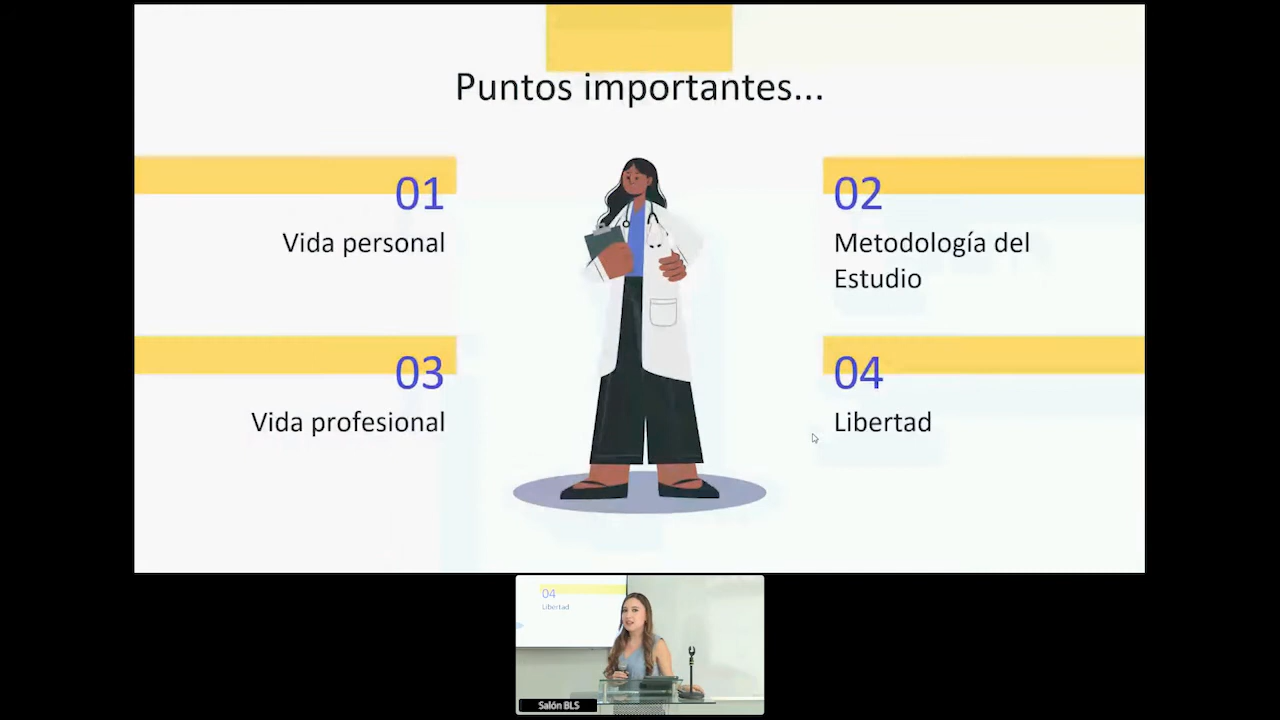 Puntos importantes...
01
Vida personal
02
Metodología del
Estudio
03
Vida profesional
04
Libertad
04
Libertad
Salón BLS